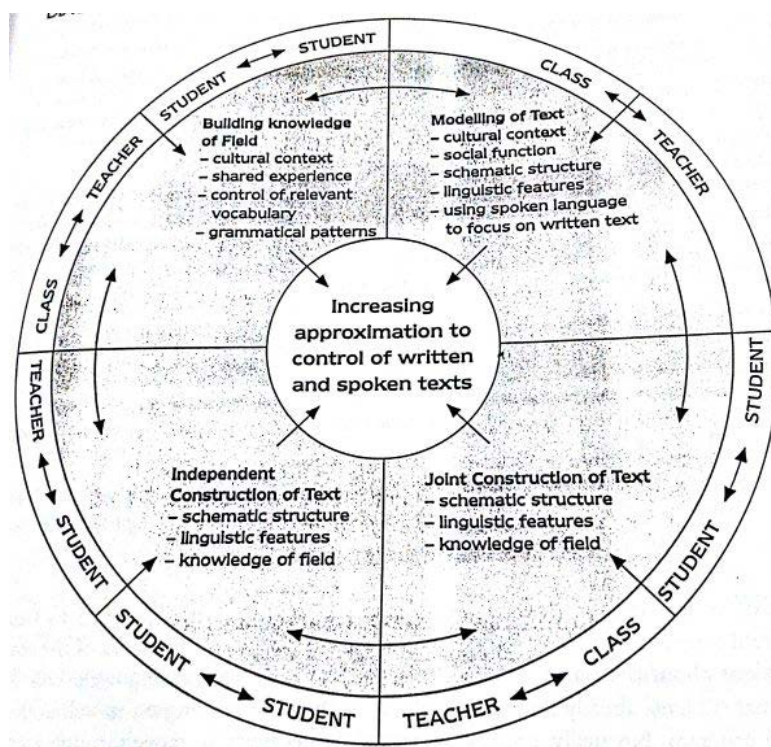 STUDENT
STUDENT
CLASS
TEACHER
TEACHER
CLASS
Building knowledge
of Field
– cultural context
– shared experience
– control of relevant
vocabulary
– grammatical patterns
Modelling of Text
– cultural context
– social function
– schematic structure
– linguistic features
– using spoken language
to focus on written text
Increasing
approximation to
control of written
and spoken texts
TEACHER
STUDENT
STUDENT
STUDENT
Independent
Construction of Text
– schematic structure
– linguistic features
– knowledge of field
Joint Construction of Text
– schematic structure
– linguistic features
– knowledge of field
STUDENT
STUDENT
TEACHER
CLASS